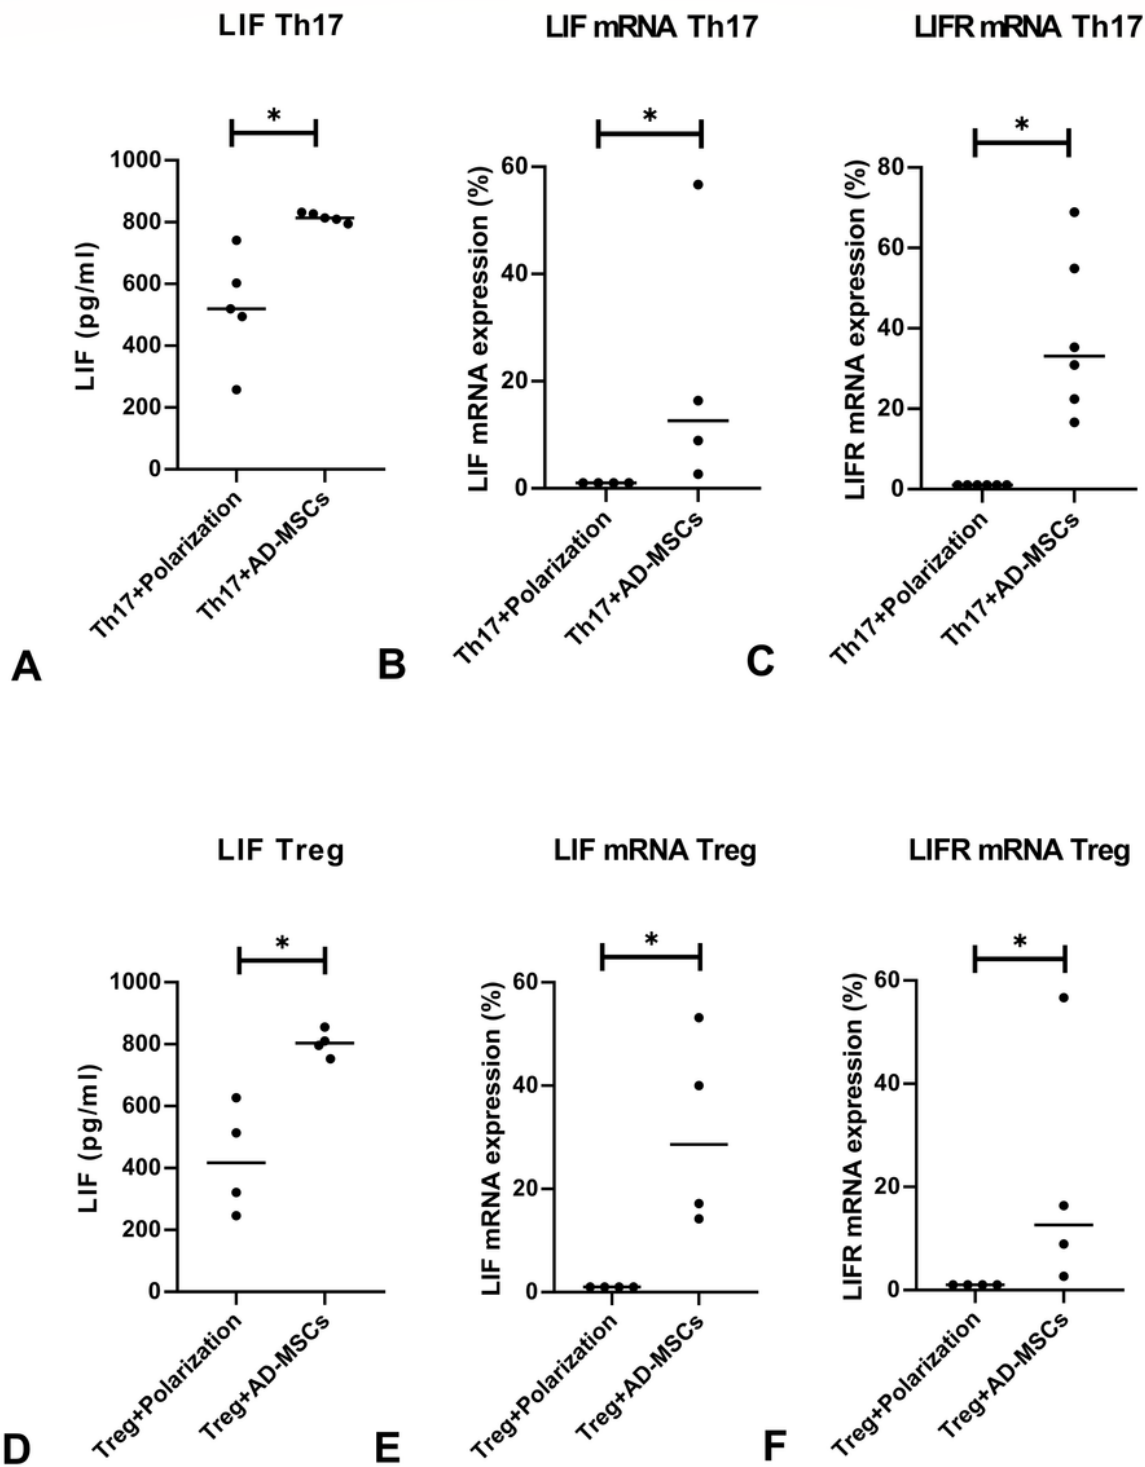 LIF Th17
*
LIF (pg/ml)
1000
800
600
400
200
0
Th17+Polarization
Th17+AD-MSCs
A
LIF mRNA Th17
*
LIF mRNA expression (%)
60
40
20
0
Th17+Polarization
Th17+AD-MSCs
B
LIFR mRNA Th17
*
LIFR mRNA expression (%)
80
60
40
20
0
Th17+Polarization
Th17+AD-MSCs
C
LIF Treg
*
LIF (pg/ml)
1000
800
600
400
200
0
Treg+Polarization
Treg+AD-MSCs
D
LIF mRNA Treg
*
LIF mRNA expression (%)
60
40
20
0
Treg+Polarization
Treg+AD-MSCs
E
LIFR mRNA Treg
*
LIFR mRNA expression (%)
60
40
20
0
Treg+Polarization
Treg+AD-MSCs
F